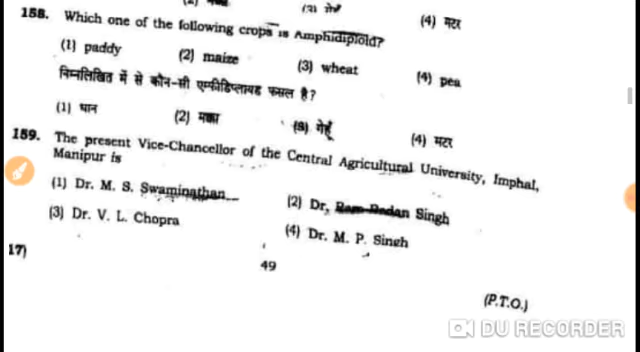 (2) मक्का
(3) गेहूँ
(4) मटर
158. Which one of the following crops is Amphidiploid?
(1) paddy (2) maize (3) wheat (4) pea
निम्नलिखित में से कौन-सी एम्फीडिप्लायड फसल है?
(1) धान (2) मक्का (3) गेहूँ (4) मटर
159. The present Vice-Chancellor of the Central Agricultural University, Imphal,
Manipur is
(1) Dr. M. S. Swaminathan (2) Dr. Ram Badan Singh
(3) Dr. V. L. Chopra (4) Dr. M. P. Singh
17)
49
(P.T.O.)
DU RECORDER